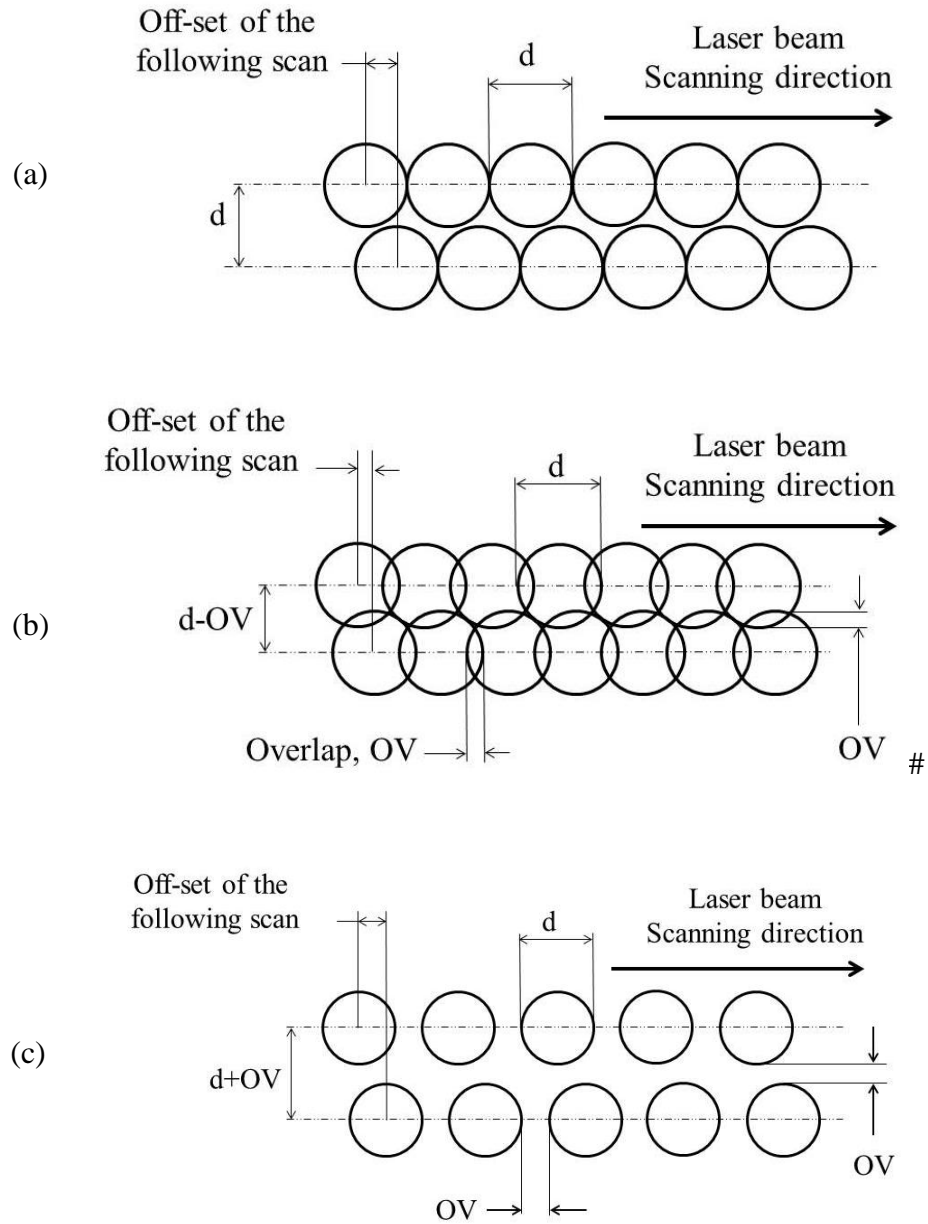 Off-set of the
following scan
d
Laser beam
Scanning direction
(a)
d
Off-set of the
following scan
d
Laser beam
Scanning direction
(b)
d-OV
Overlap, OV
OV
#
Off-set of the
following scan
d
Laser beam
Scanning direction
(c)
d+OV
OV
OV